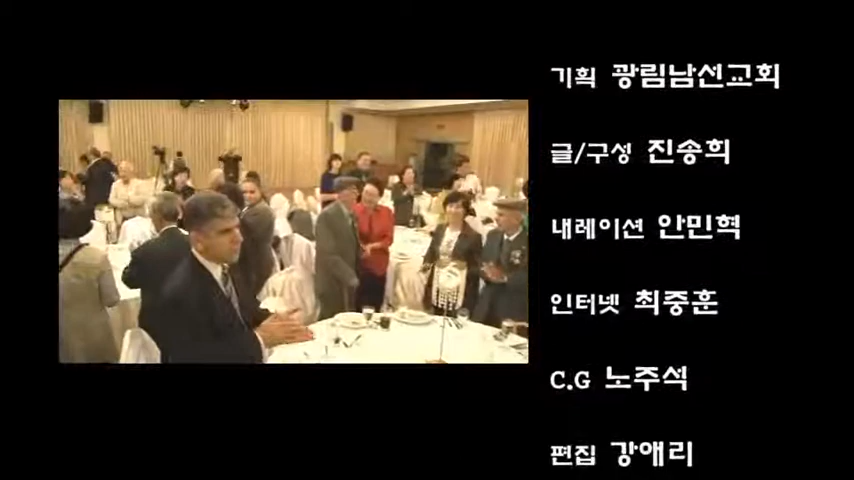 기획 광림남선교회
글/구성 진송희
내레이션 안민혁
인터넷 최중훈
C.G 노주석
편집 강애리